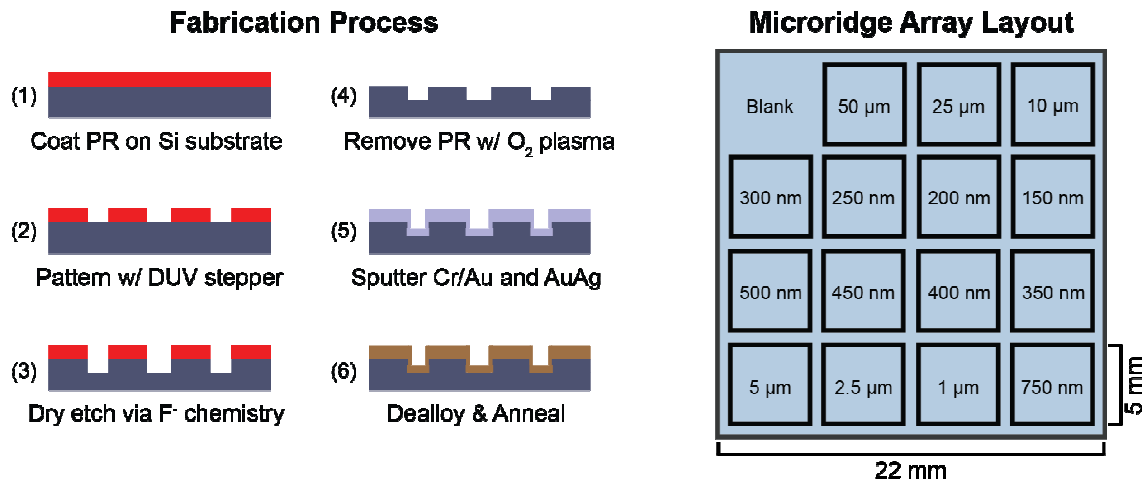 Fabrication Process
(1)
Coat PR on Si substrate
(2)
Pattern w/ DUV stepper
(3)
Dry etch via F⁻ chemistry
(4)
Remove PR w/ O₂ plasma
(5)
Sputter Cr/Au and AuAg
(6)
Dealloy & Anneal
Microridge Array Layout
Blank 50 µm 25 µm 10 µm
300 nm 250 nm 200 nm 150 nm
500 nm 450 nm 400 nm 350 nm
5 µm 2.5 µm 1 µm 750 nm
5 mm
22 mm